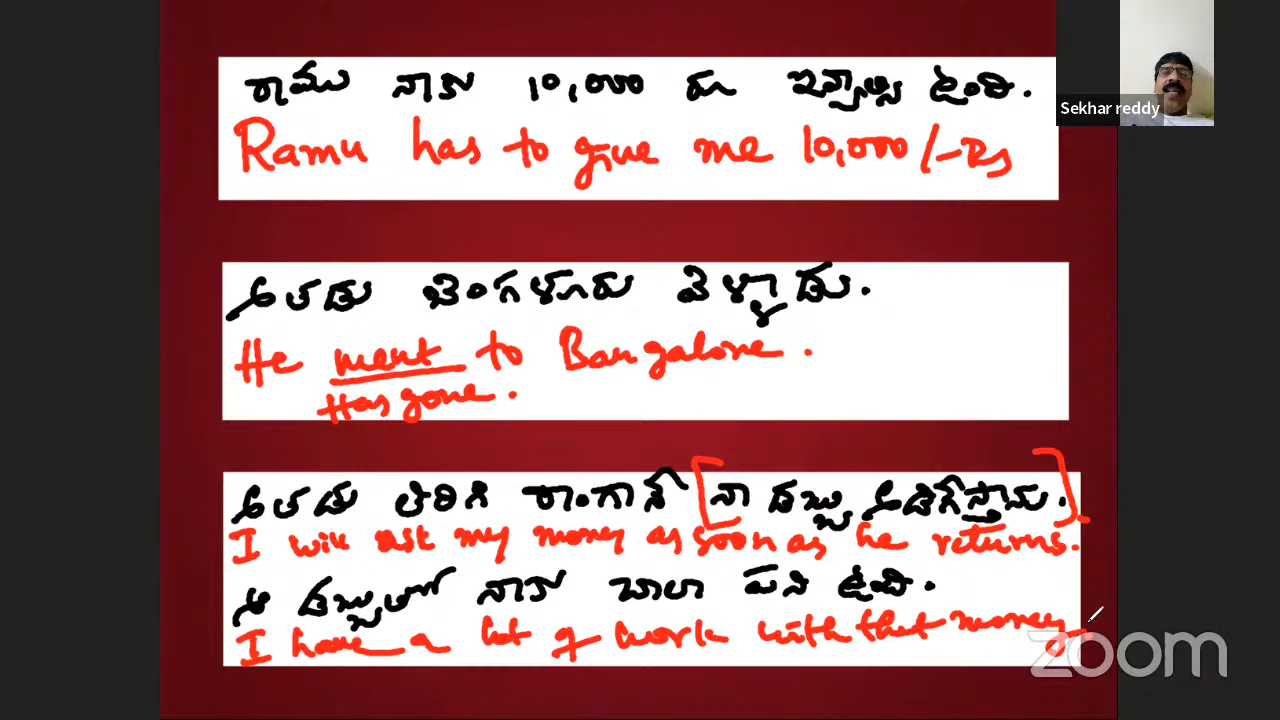 రాము నాకు 10,000 రూ ఇవ్వాల్సి ఉంది.
Sekhar reddy
Ramu has to give me 10,000/-Rs
అతడు బెంగళూరు వెళ్ళాడు.
He went to Bangalore.
Has gone.
అతడు తిరిగి రాంగానే [నా డబ్బు అడిగేస్తాను.]
I will ask my money as soon as he returns.
ఆ డబ్బుతో నాకు చాలా పని ఉంది.
I have a lot of work with that money
zoom